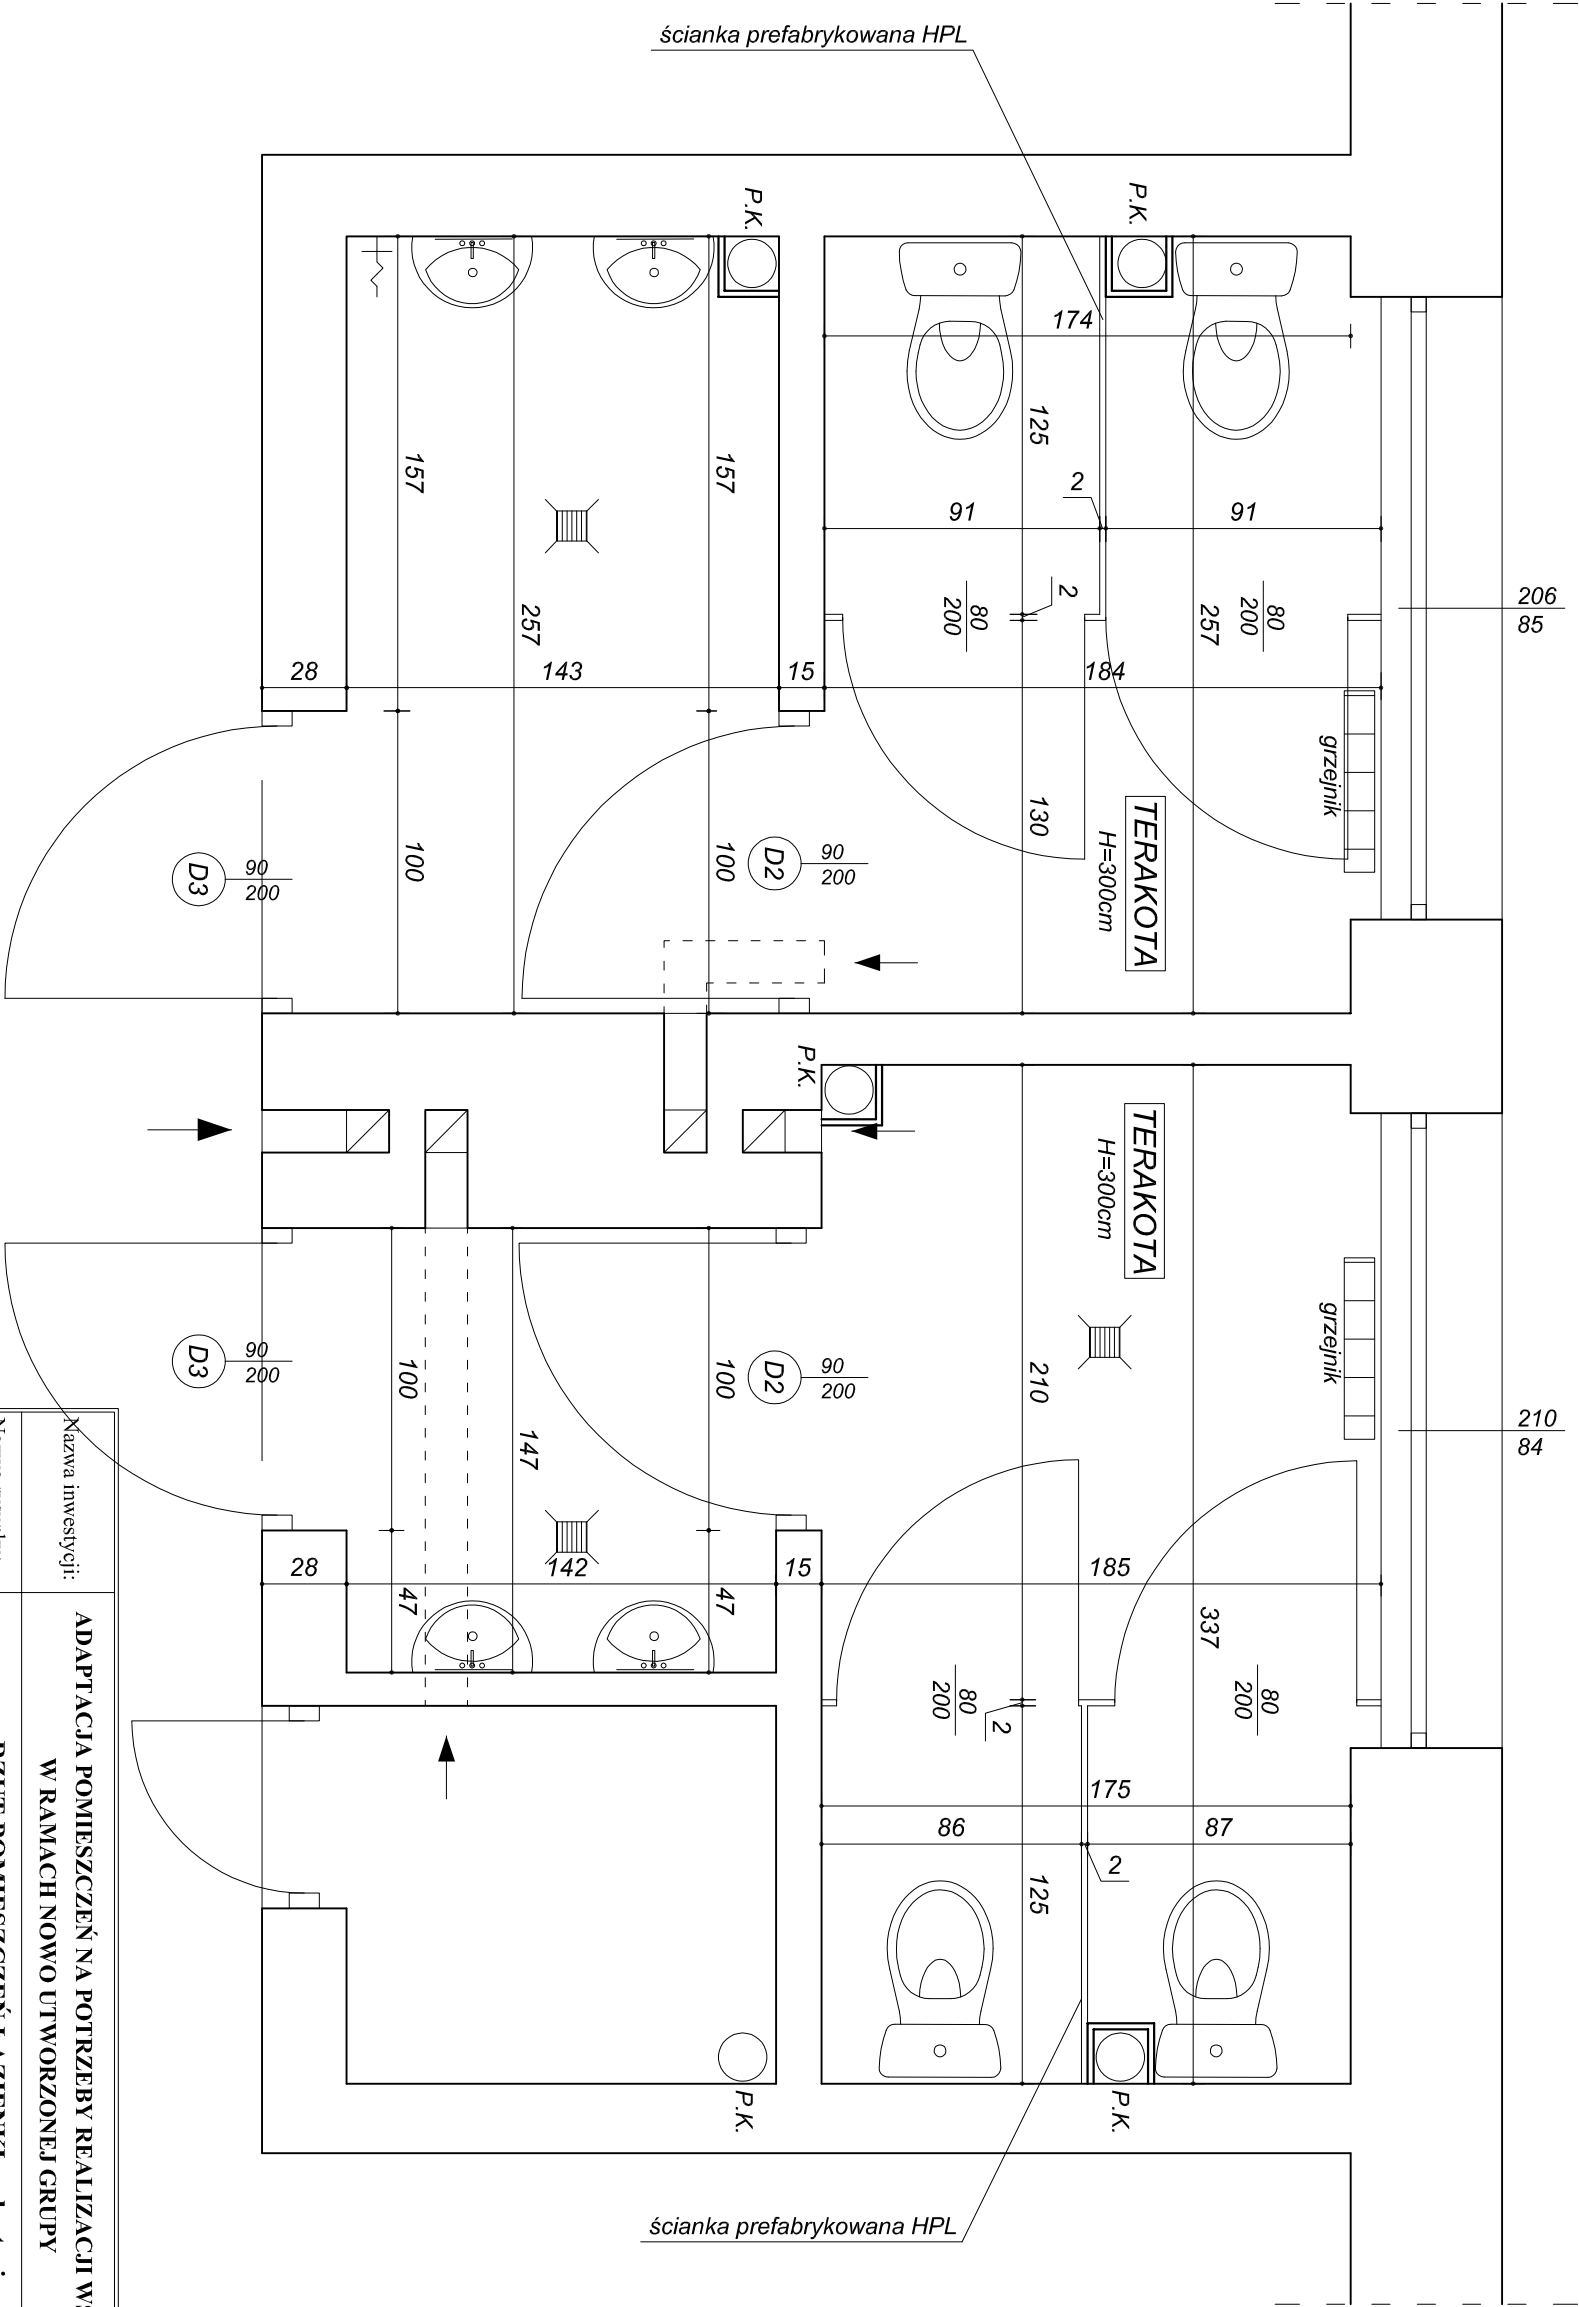 ścianka prefabrykowana HPL
P.K.
P.K.
174
125
157
157
2
91
91
2
80
200
80
200
257
257
206
85
28
143
15
184
grzejnik
TERAKOTA
H=300cm
130
100
100
D2
90
200
D3
90
200
P.K.
TERAKOTA
H=300cm
grzejnik
210
D3
90
200
100
100
D2
90
200
210
84
147
28
142
15
185
47
47
337
80
200
2
80
200
175
86
87
2
125
P.K.
P.K.
ścianka prefabrykowana HPL
Nazwa inwestycji:
ADAPTACJA POMIESZCZEŃ NA POTRZEBY REALIZACJI
W RAMACH NOWO UTWORZONEJ GRUPY